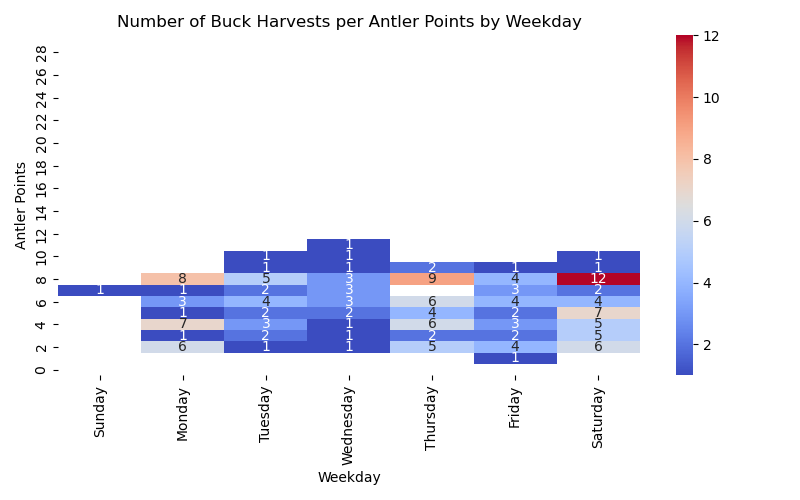 Number of Buck Harvests per Antler Points by Weekday
Antler Points
28
26
24
22
20
18
16
14
12
10
8
6
4
2
0
1
1 1 1
1 1 2 1 1
8 5 3 9 4 12
1 1 2 3 3 2
3 4 3 6 4 4
1 2 2 4 2 7
7 3 1 6 3 5
1 2 1 2 2 5
6 1 1 5 4 6
1
Sunday
Monday
Tuesday
Wednesday
Thursday
Friday
Saturday
Weekday
12
10
8
6
4
2